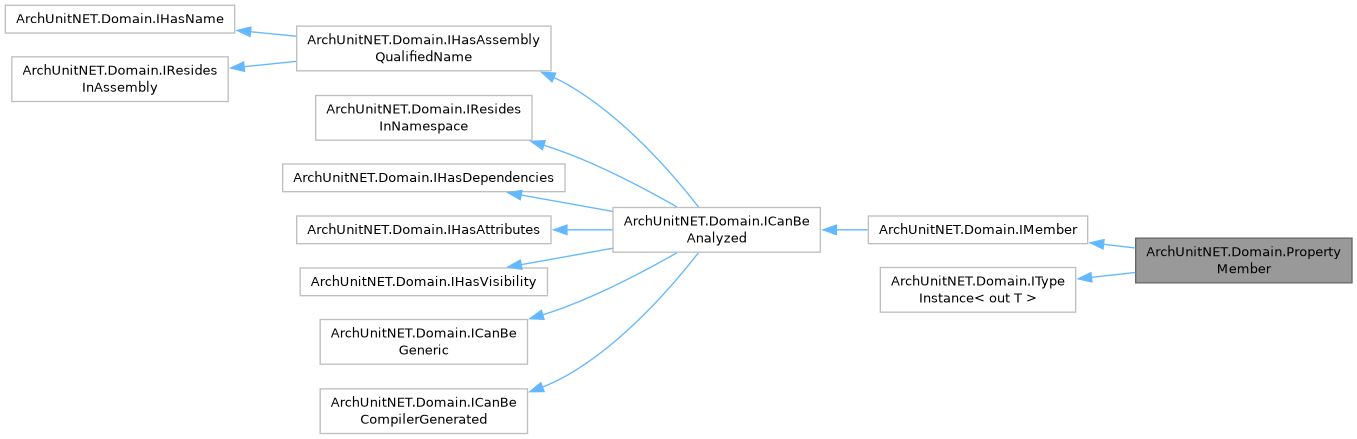 ArchUnitNET.Domain.IHasName
ArchUnitNET.Domain.IResides
InAssembly
ArchUnitNET.Domain.IHasAssembly
QualifiedName
ArchUnitNET.Domain.IResides
InNamespace
ArchUnitNET.Domain.IHasDependencies
ArchUnitNET.Domain.IHasAttributes
ArchUnitNET.Domain.IHasVisibility
ArchUnitNET.Domain.ICanBe
Generic
ArchUnitNET.Domain.ICanBe
CompilerGenerated
ArchUnitNET.Domain.ICanBe
Analyzed
ArchUnitNET.Domain.IMember
ArchUnitNET.Domain.IType
Instance< out T >
ArchUnitNET.Domain.Property
Member